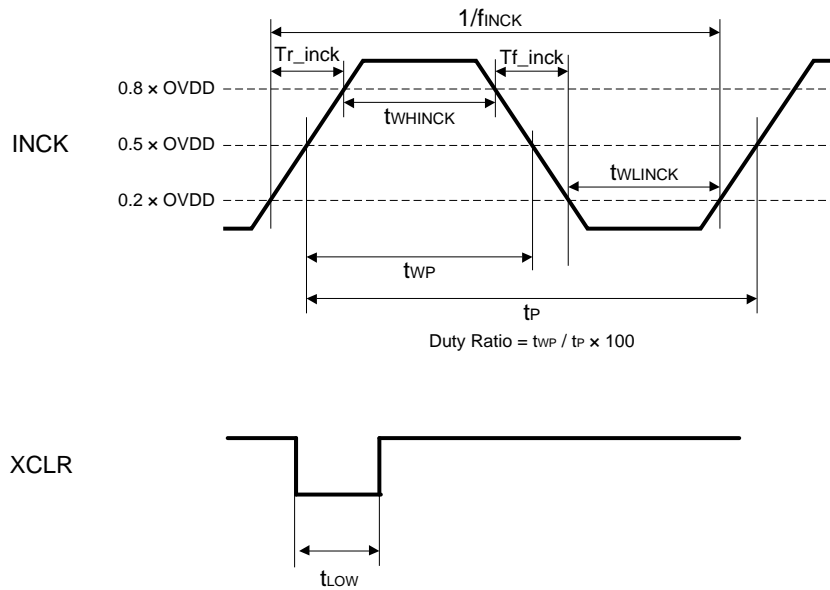 1/fINCK
Tr_inck
Tf_inck
0.8 × OVDD
tWHINCK
INCK
0.5 × OVDD
tWLINCK
0.2 × OVDD
tWP
tP
Duty Ratio = tWP / tP × 100
XCLR
tLOW